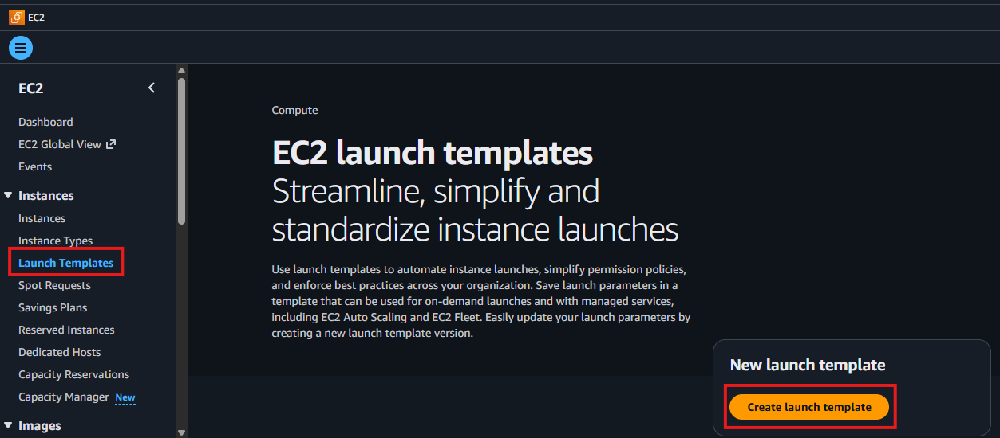 EC2
EC2
Dashboard
EC2 Global View
Events
Instances
Instances
Instance Types
Launch Templates
Spot Requests
Savings Plans
Reserved Instances
Dedicated Hosts
Capacity Reservations
Capacity Manager New
Images
Compute
EC2 launch templates
Streamline, simplify and
standardize instance launches
Use launch templates to automate instance launches, simplify permission policies,
and enforce best practices across your organization. Save launch parameters in a
template that can be used for on-demand launches and with managed services,
including EC2 Auto Scaling and EC2 Fleet. Easily update your launch parameters by
creating a new launch template version.
New launch template
Create launch template